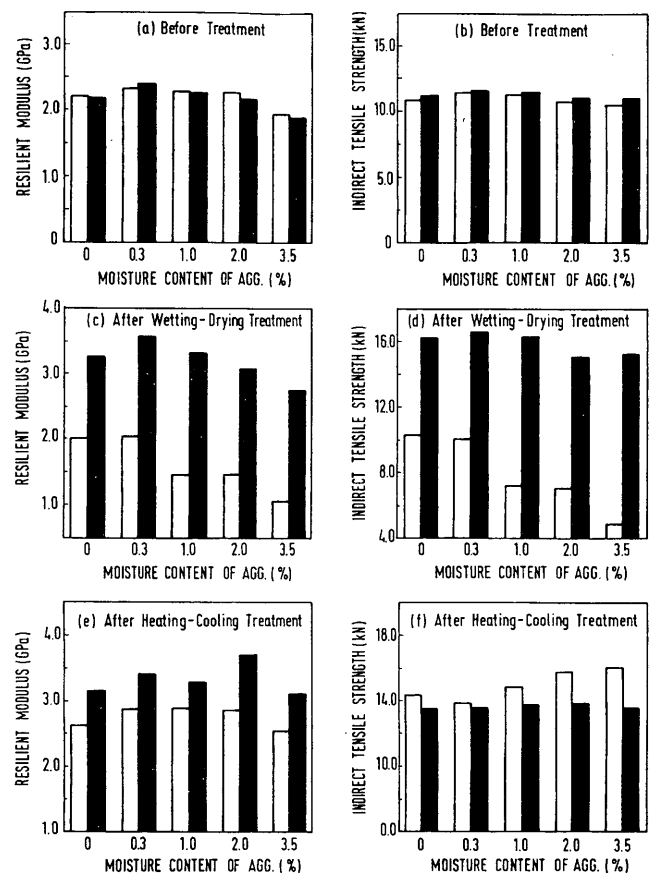 (a) Before Treatment
RESILIENT MODULUS (GPa)
3.0
2.0
1.0
0
0 0.3 1.0 2.0 3.5
MOISTURE CONTENT OF AGG. (%)
(b) Before Treatment
INDIRECT TENSILE STRENGTH(kN)
15.0
10.0
5.0
0
0 0.3 1.0 2.0 3.5
MOISTURE CONTENT OF AGG. (%)
(c) After Wetting-Drying Treatment
RESILIENT MODULUS (GPa)
4.0
3.0
2.0
1.0
0 0.3 1.0 2.0 3.5
MOISTURE CONTENT OF AGG. (%)
(d) After Wetting-Drying Treatment
INDIRECT TENSILE STRENGTH (kN)
16.0
12.0
8.0
4.0
0 0.3 1.0 2.0 3.5
MOISTURE CONTENT OF AGG. (%)
(e) After Heating-Cooling Treatment
RESILIENT MODULUS (GPa)
4.0
3.0
2.0
1.0
0 0.3 1.0 2.0 3.5
MOISTURE CONTENT OF AGG. (%)
(f) After Heating-Cooling Treatment
INDIRECT TENSILE STRENGTH(kN)
18.0
14.0
10.0
0.0
0 0.3 1.0 2.0 3.5
MOISTURE CONTENT OF AGG. (%)